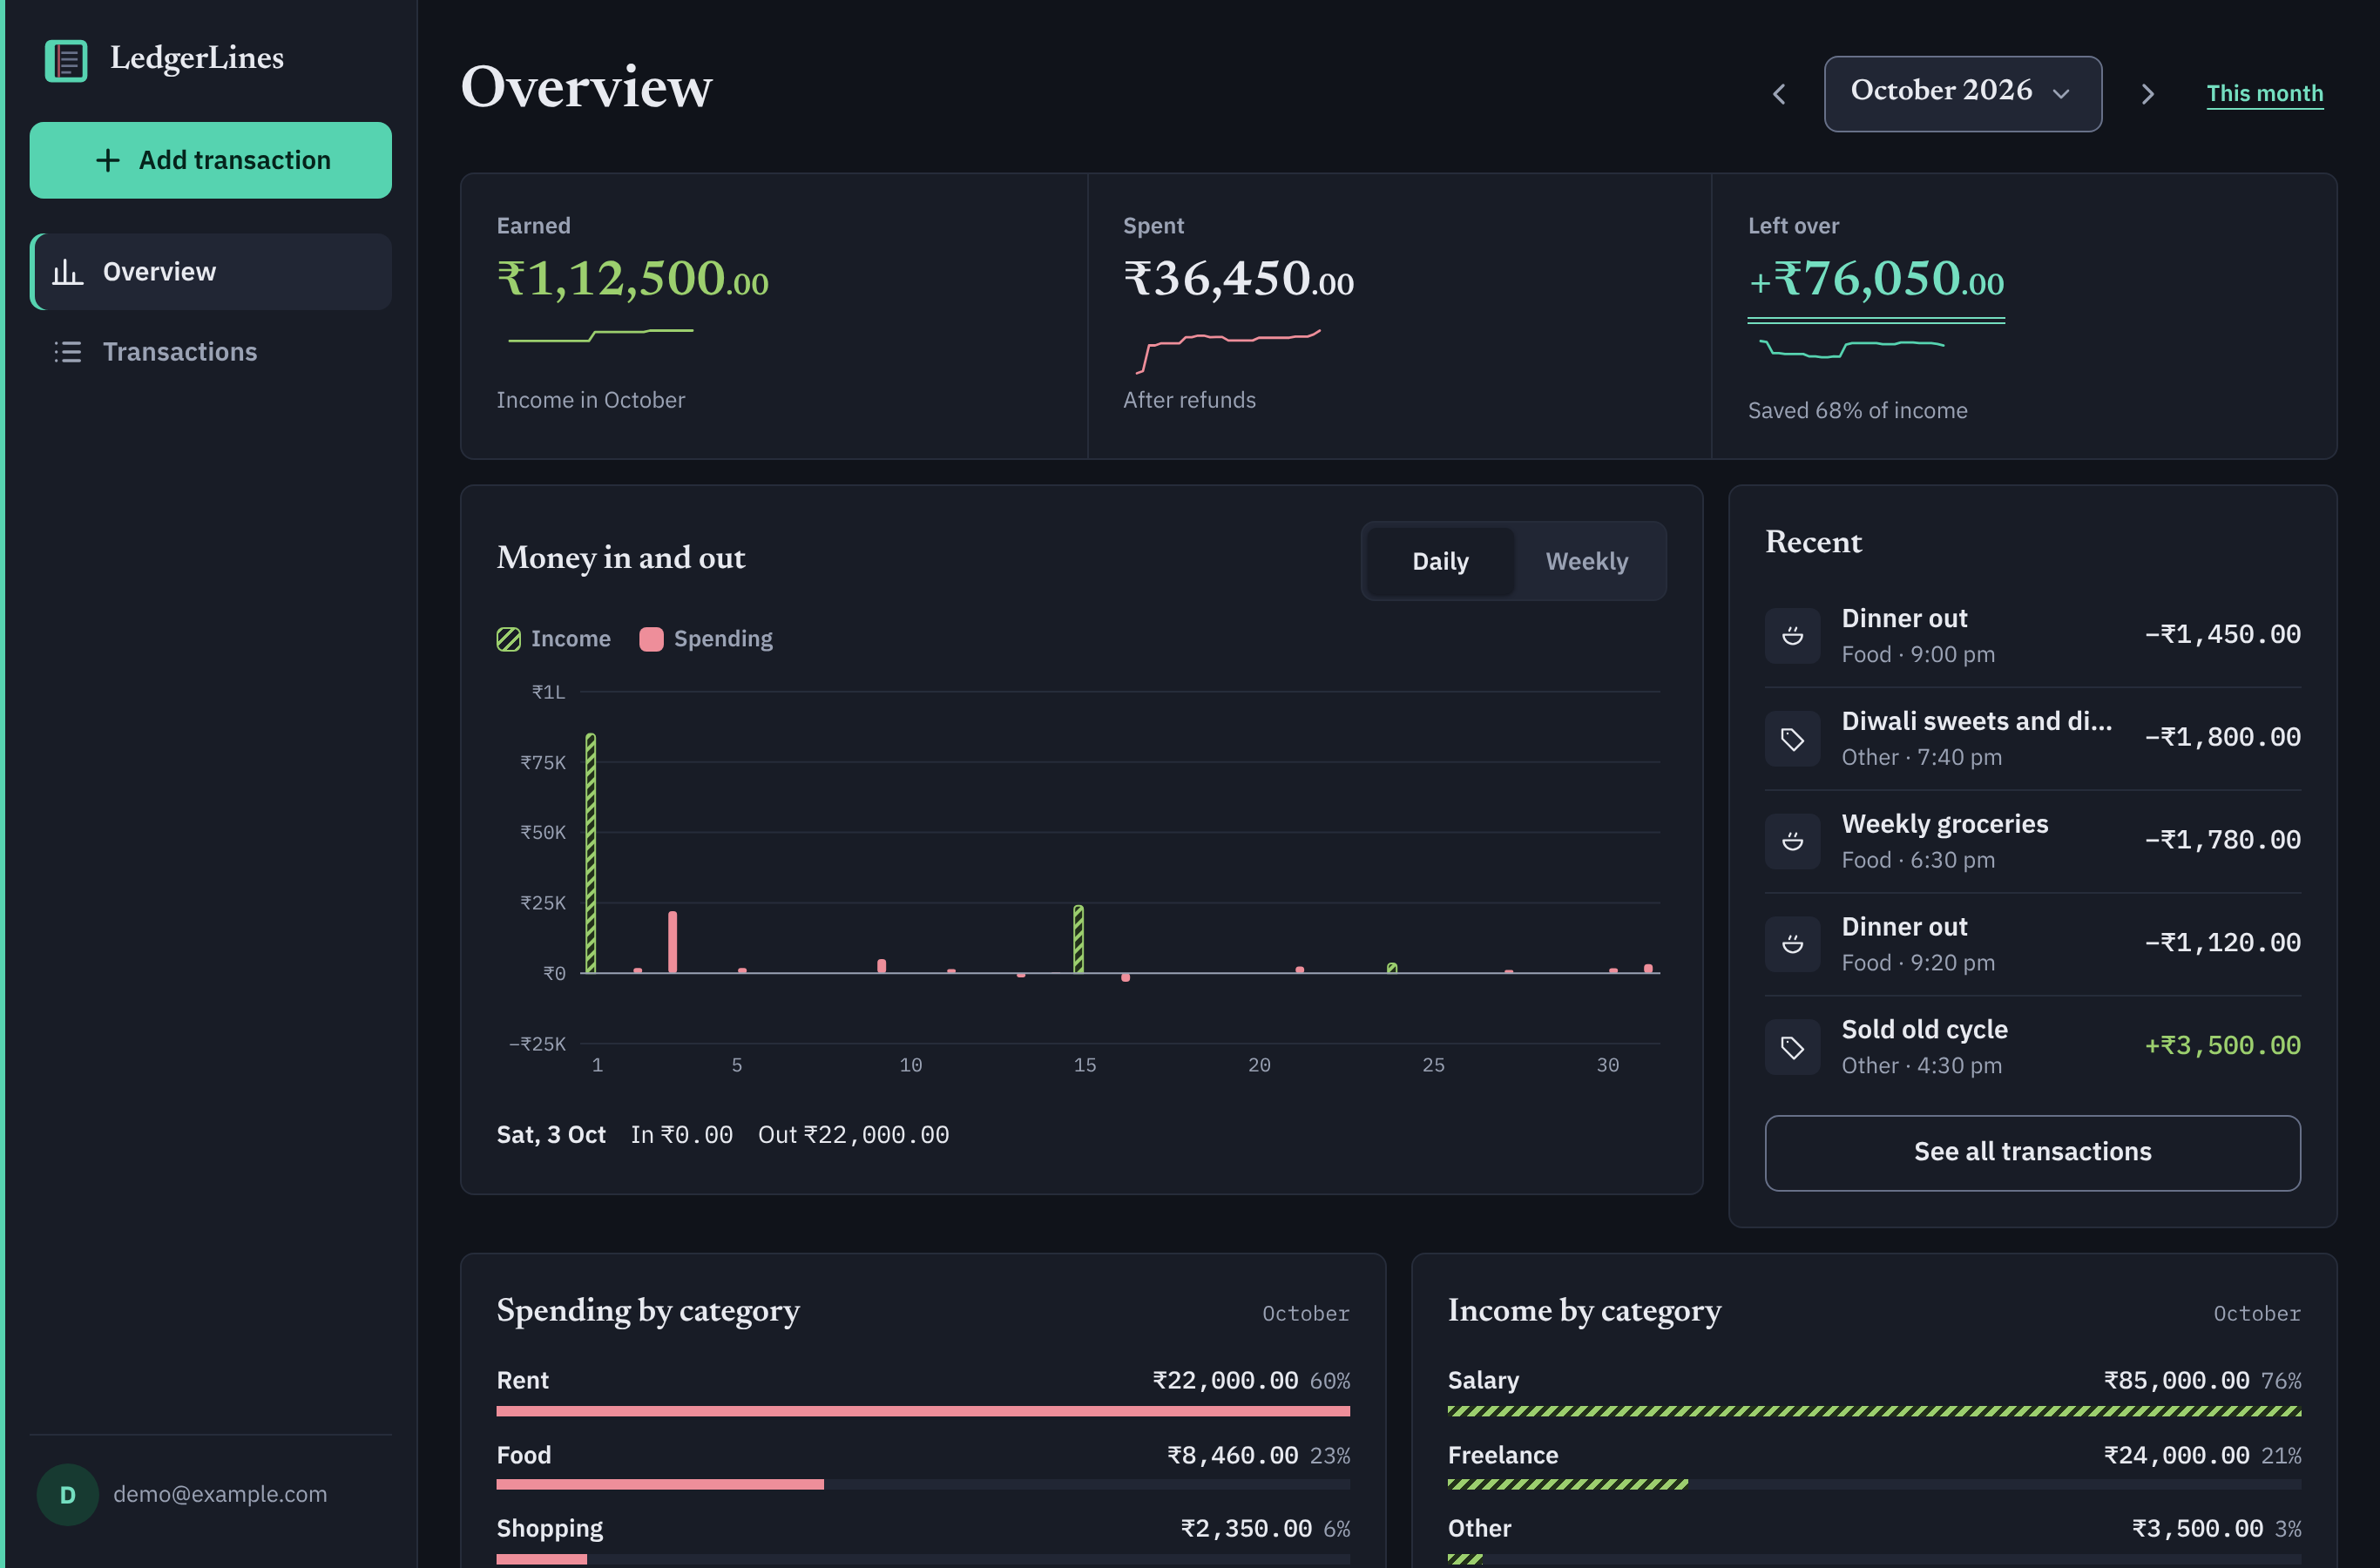 LedgerLines
Add transaction
Overview
Transactions
demo@example.com
D
Overview
October 2026
This month
Earned
₹1,12,500.00
Income in October
Spent
₹36,450.00
After refunds
Left over
+₹76,050.00
Saved 68% of income
Money in and out
Daily
Weekly
Income
Spending
₹1L
₹75K
₹50K
₹25K
₹0
−₹25K
1 5 10 15 20 25 30
Sat, 3 Oct In ₹0.00 Out ₹22,000.00
Recent
Dinner out
Food · 9:00 pm
−₹1,450.00
Diwali sweets and di...
Other · 7:40 pm
−₹1,800.00
Weekly groceries
Food · 6:30 pm
−₹1,780.00
Dinner out
Food · 9:20 pm
−₹1,120.00
Sold old cycle
Other · 4:30 pm
+₹3,500.00
See all transactions
Spending by category
October
Rent ₹22,000.00 60%
Food ₹8,460.00 23%
Shopping ₹2,350.00 6%
Income by category
October
Salary ₹85,000.00 76%
Freelance ₹24,000.00 21%
Other ₹3,500.00 3%